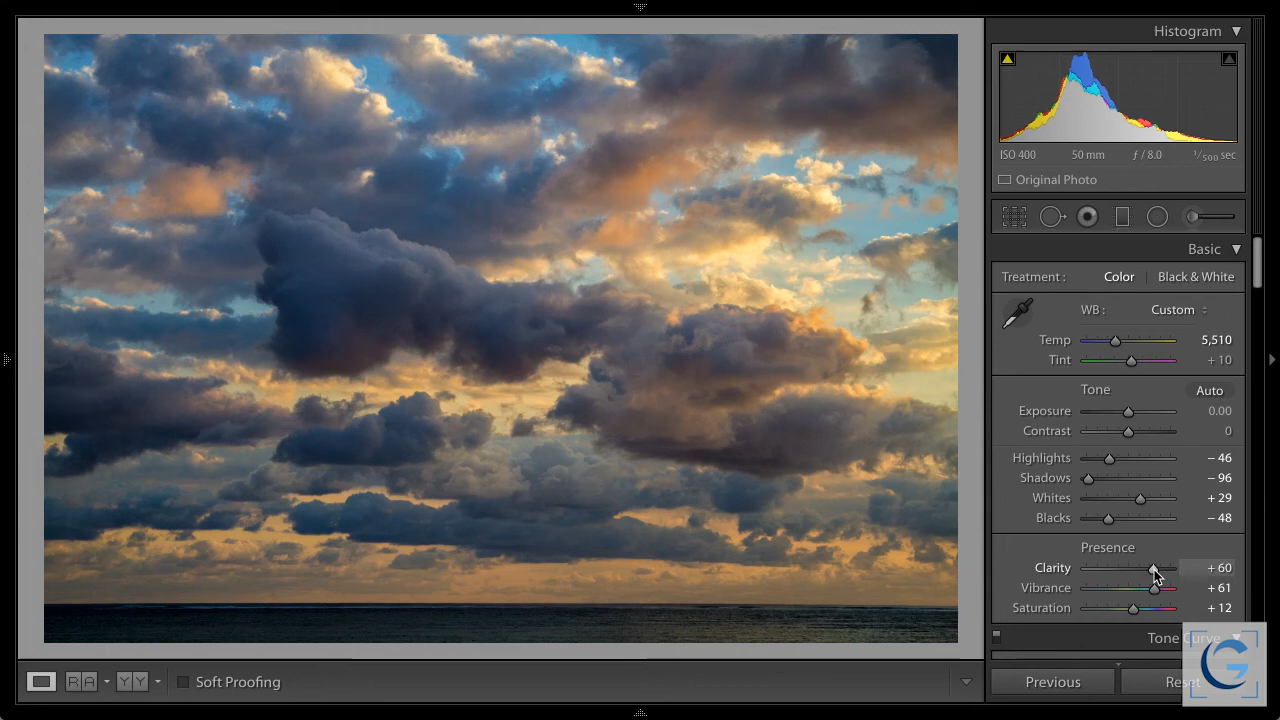 Histogram
ISO 400 50 mm ƒ / 8.0 1/500 sec
Original Photo
Basic
Treatment : Color Black & White
WB : Custom
Temp 5,510
Tint + 10
Tone Auto
Exposure 0.00
Contrast 0
Highlights − 46
Shadows − 96
Whites + 29
Blacks − 48
Presence
Clarity + 60
Vibrance + 61
Saturation + 12
Tone Curve
R A Y Y Soft Proofing
Previous Reset